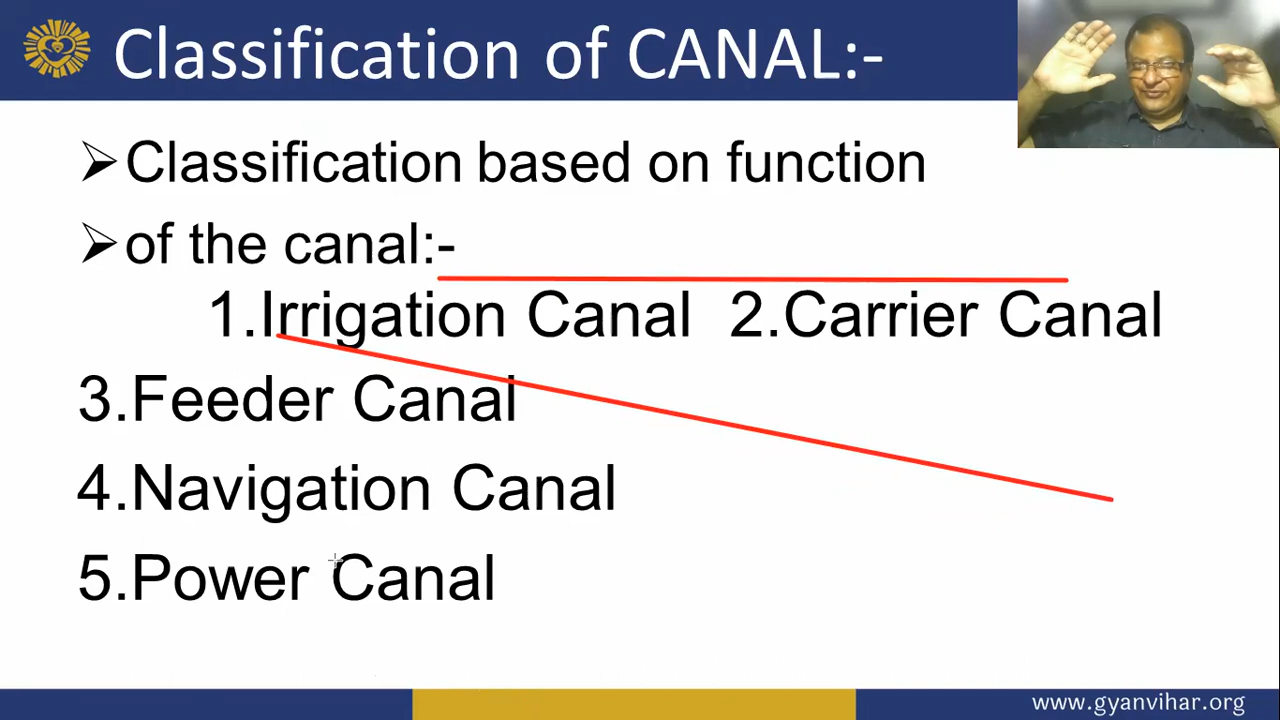 Classification of CANAL:-
➢Classification based on function
➢of the canal:-
1.Irrigation Canal 2.Carrier Canal
3.Feeder Canal
4.Navigation Canal
5.Power Canal
www.gyanvihar.org